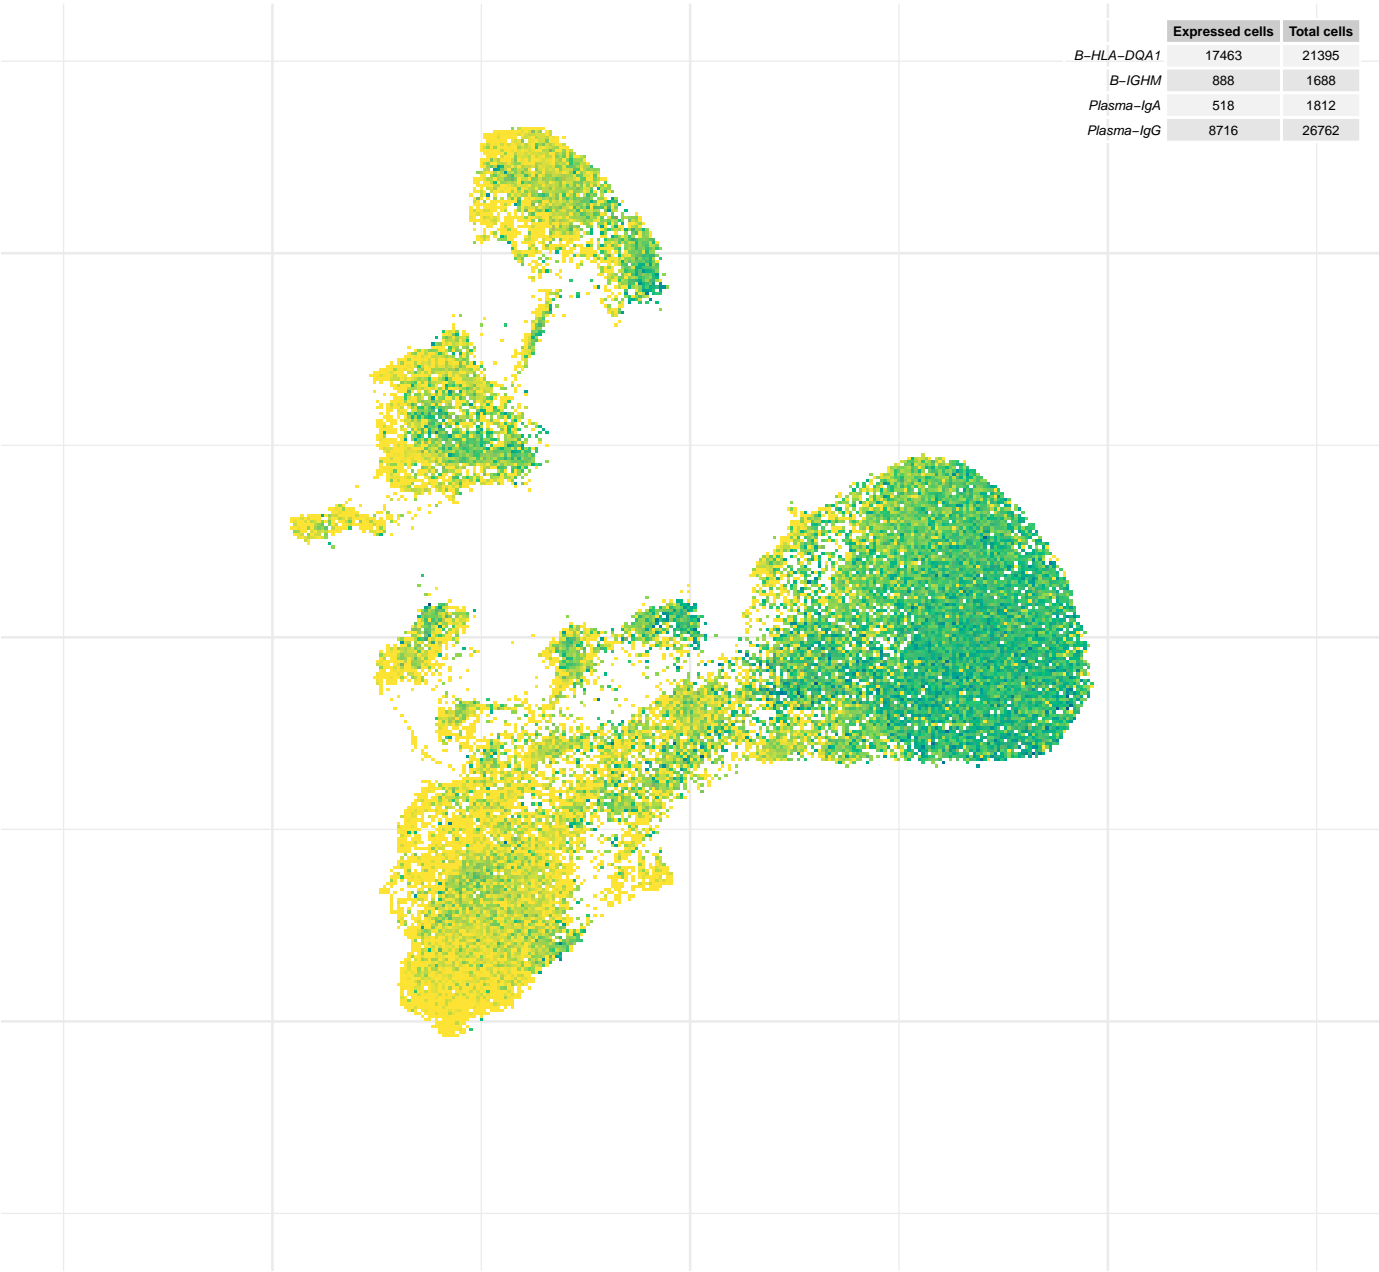 Expressed cells Total cells
B−HLA−DQA1 17463 21395
B−IGHM 888 1688
Plasma−IgA 518 1812
Plasma−IgG 8716 26762